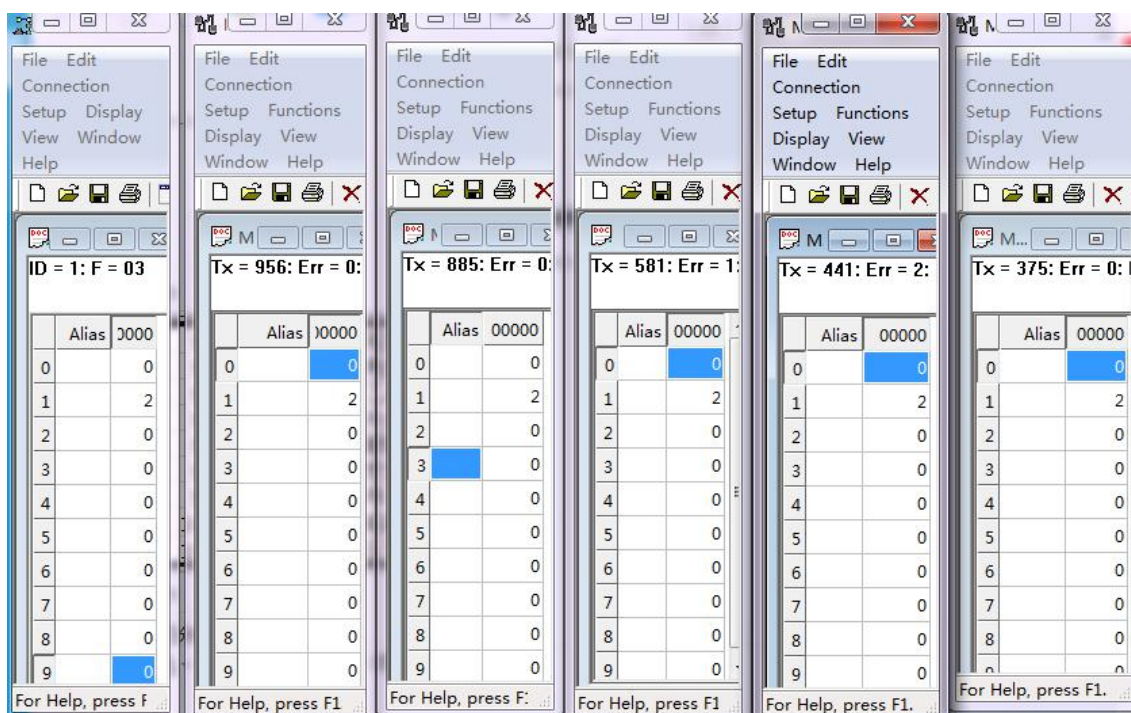 File Edit
Connection
Setup Display
View Window
Help
ID = 1: F = 03
Alias 0000
0 0
1 2
2 0
3 0
4 0
5 0
6 0
7 0
8 0
9 0
For Help, press F
File Edit
Connection
Setup Functions
Display View
Window Help
M
Tx = 956: Err = 0:
Alias 00000
0 0
1 2
2 0
3 0
4 0
5 0
6 0
7 0
8 0
9 0
For Help, press F1
File Edit
Connection
Setup Functions
Display View
Window Help
Tx = 885: Err = 0:
Alias 00000
0 0
1 2
2 0
3 0
4 0
5 0
6 0
7 0
8 0
9 0
For Help, press F
File Edit
Connection
Setup Functions
Display View
Window Help
Tx = 581: Err = 1:
Alias 00000
0 0
1 2
2 0
3 0
4 0
5 0
6 0
7 0
8 0
9 0
For Help, press F1
File Edit
Connection
Setup Functions
Display View
Window Help
M
Tx = 441: Err = 2:
Alias 00000
0 0
1 2
2 0
3 0
4 0
5 0
6 0
7 0
8 0
9 0
For Help, press F1.
File Edit
Connection
Setup Functions
Display View
Window Help
M...
Tx = 375: Err = 0:
Alias 00000
0 0
1 2
2 0
3 0
4 0
5 0
6 0
7 0
8 0
For Help, press F1.